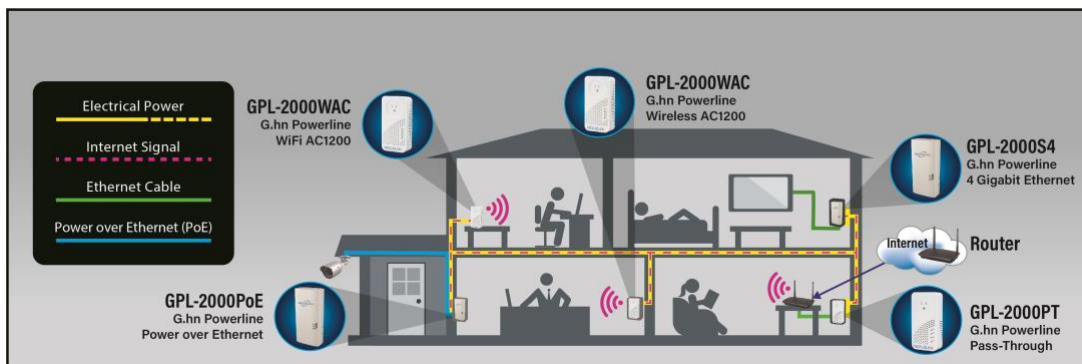 Electrical Power
Internet Signal
Ethernet Cable
Power over Ethernet (PoE)
GPL-2000WAC
G.hn Powerline
WiFi AC1200
GPL-2000WAC
G.hn Powerline
Wireless AC1200
GPL-2000S4
G.hn Powerline
4 Gigabit Ethernet
Internet
Router
GPL-2000PoE
G.hn Powerline
Power over Ethernet
GPL-2000PT
G.hn Powerline
Pass-Through